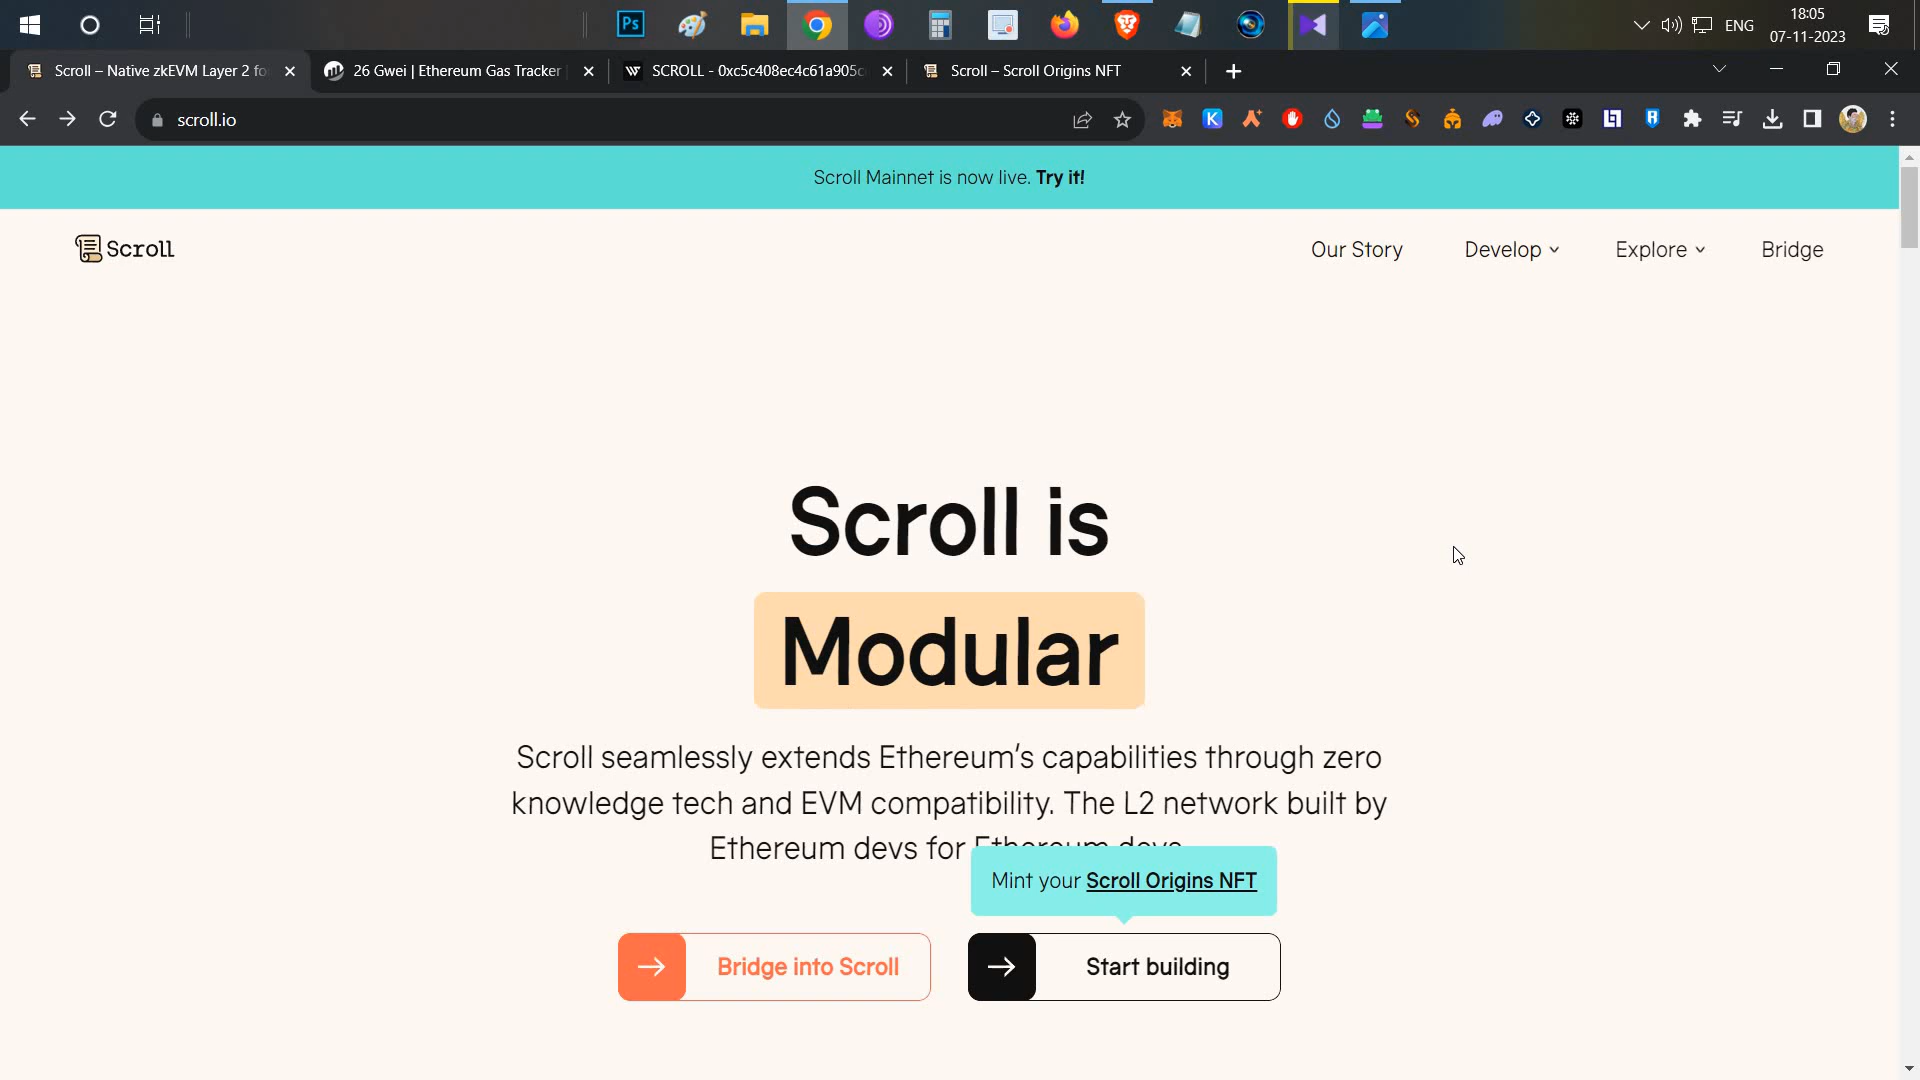 Ps
ENG
18:05
07-11-2023
Scroll – Native zkEVM Layer 2 fo
26 Gwei | Ethereum Gas Tracker
SCROLL - 0xc5c408ec4c61a905c
Scroll – Scroll Origins NFT
scroll.io
K
Scroll Mainnet is now live. Try it!
Scroll
Our Story
Develop
Explore
Bridge
Scroll is
Modular
Scroll seamlessly extends Ethereum's capabilities through zero
knowledge tech and EVM compatibility. The L2 network built by
Ethereum devs for Ethereum devs.
Mint your Scroll Origins NFT
Bridge into Scroll
Start building